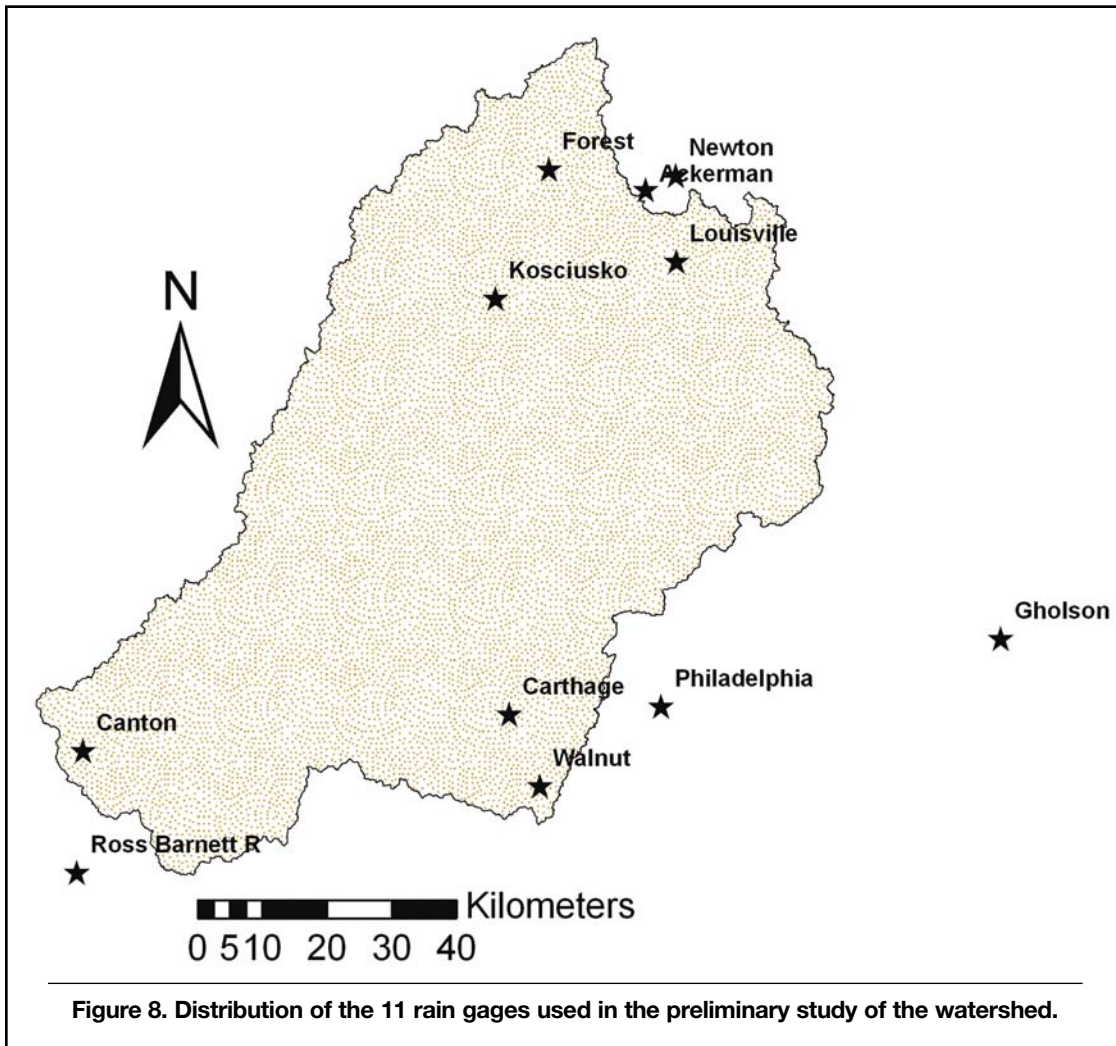 Forest
Newton
Ackerman
Louisville
Kosciusko
N
Gholson
Philadelphia
Carthage
Canton
Walnut
Ross Barnett R
Kilometers
0 5 10 20 30 40
Figure 8. Distribution of the 11 rain gages used in the preliminary study of the watershed.